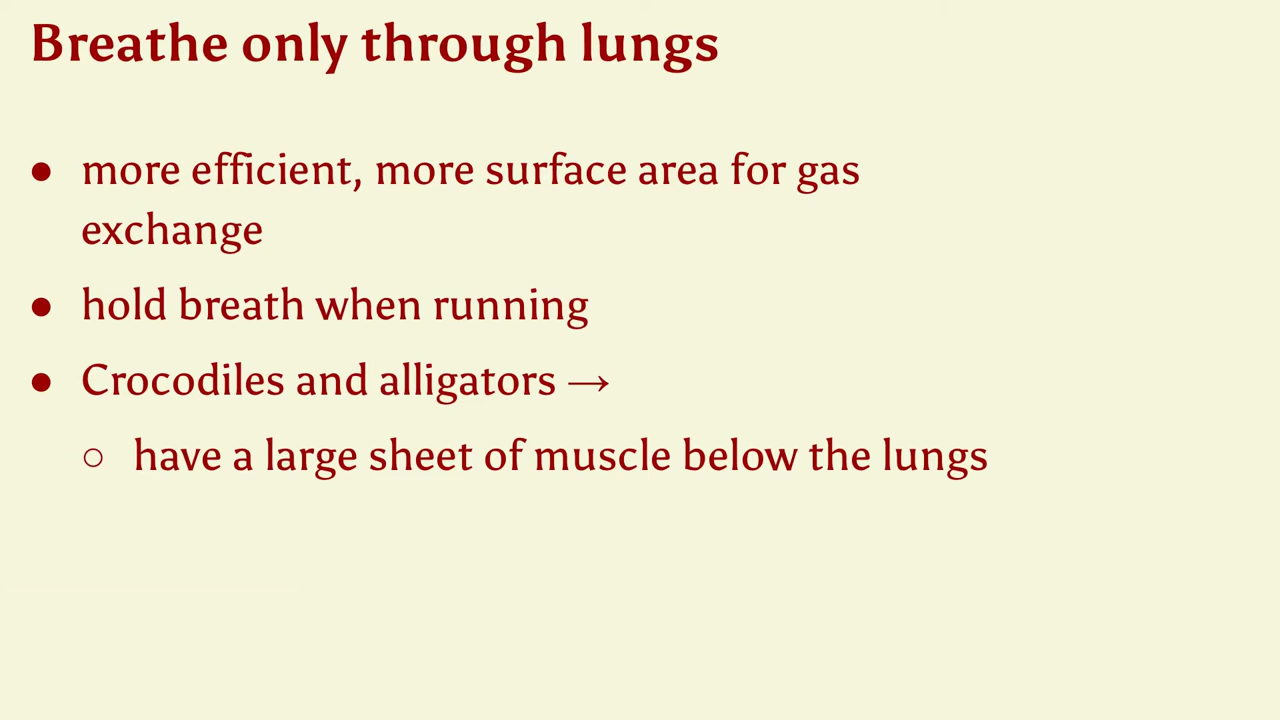 Breathe only through lungs
● more efficient, more surface area for gas
exchange
● hold breath when running
● Crocodiles and alligators →
○ have a large sheet of muscle below the lungs